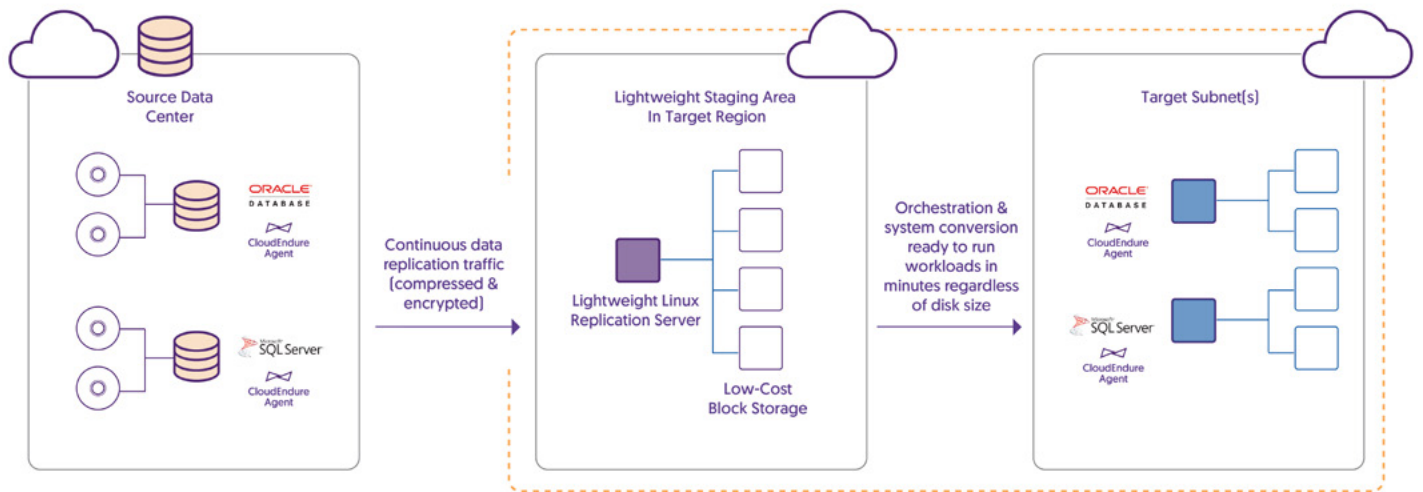 Source Data
Center
ORACLE
DATABASE
CloudEndure
Agent
Microsoft
SQL Server
CloudEndure
Agent
Continuous data
replication traffic
(compressed &
encrypted)
Lightweight Staging Area
In Target Region
Lightweight Linux
Replication Server
Low-Cost
Block Storage
Orchestration &
system conversion
ready to run
workloads in
minutes regardless
of disk size
Target Subnet(s)
ORACLE
DATABASE
CloudEndure
Agent
Microsoft
SQL Server
CloudEndure
Agent